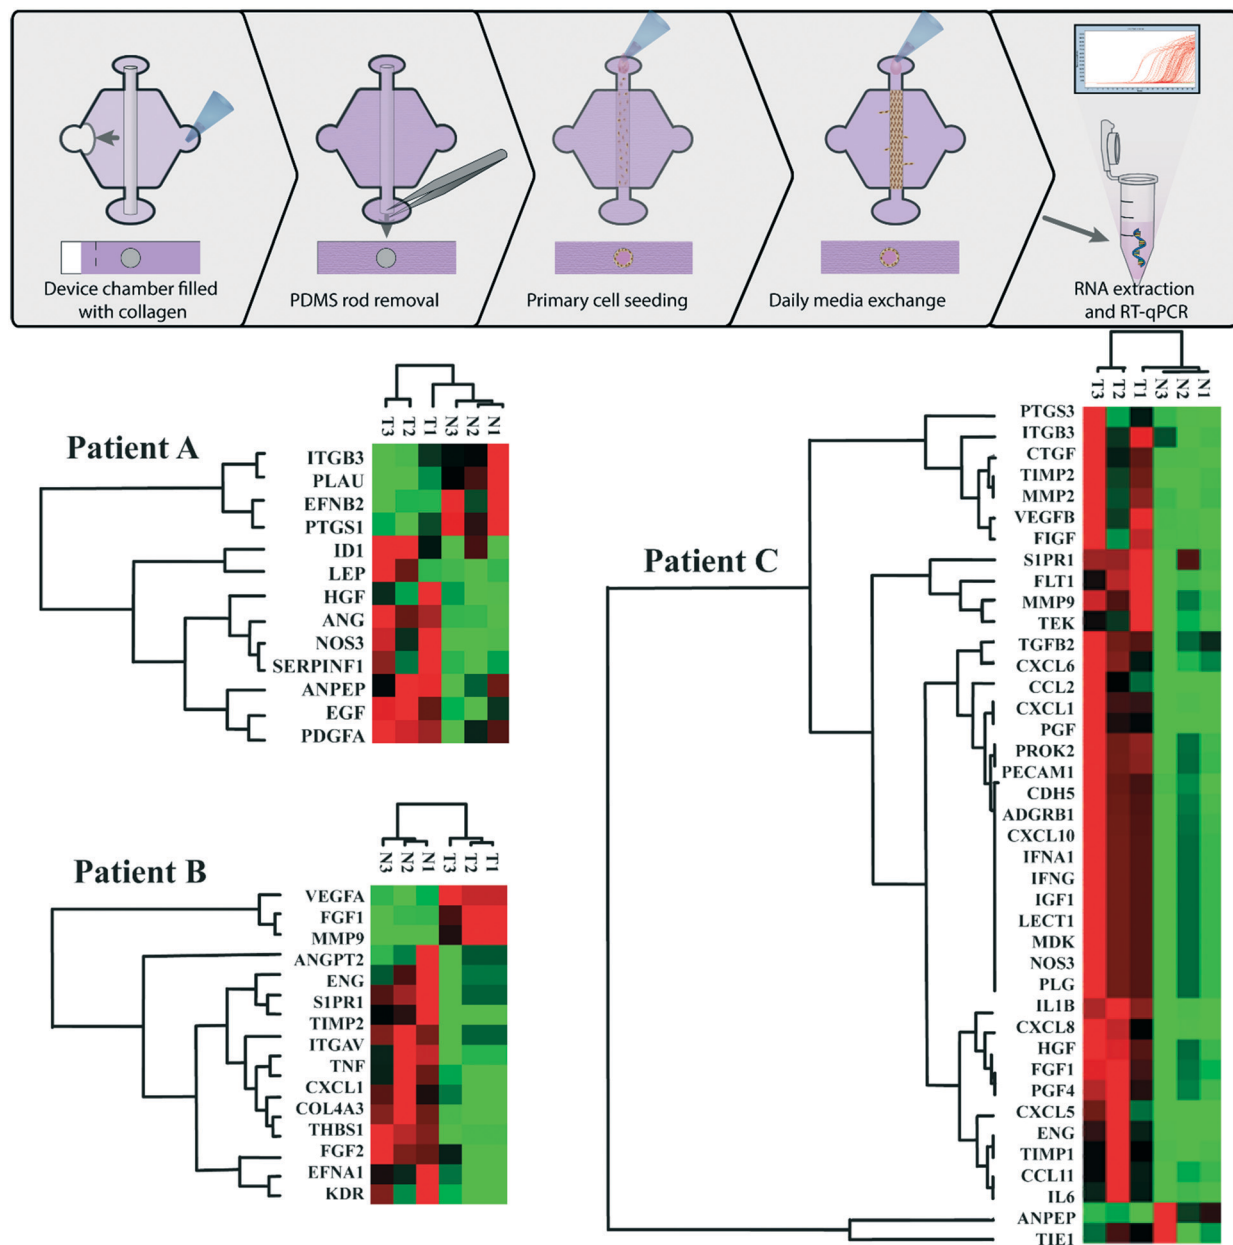 Device chamber filled
with collagen
PDMS rod removal
Primary cell seeding
Daily media exchange
RNA extraction
and RT-qPCR
Patient A
T3 T2 T1 N3 N2 N1
ITGB3
PLAU
EFNB2
PTGS1
ID1
LEP
HGF
ANG
NOS3
SERPINF1
ANPEP
EGF
PDGFA
Patient B
N3 N2 N1 T3 T2 T1
VEGFA
FGF1
MMP9
ANGPT2
ENG
S1PR1
TIMP2
ITGAV
TNF
CXCL1
COL4A3
THBS1
FGF2
EFNA1
KDR
Patient C
T3 T2 T1 N3 N2 N1
PTGS3
ITGB3
CTGF
TIMP2
MMP2
VEGFB
FIGF
S1PR1
FLT1
MMP9
TEK
TGFB2
CXCL6
CCL2
CXCL1
PGF
PROK2
PECAM1
CDH5
ADGRB1
CXCL10
IFNA1
IFNG
IGF1
LECT1
MDK
NOS3
PLG
IL1B
CXCL8
HGF
FGF1
PGF4
CXCL5
ENG
TIMP1
CCL11
IL6
ANPEP
TIE1